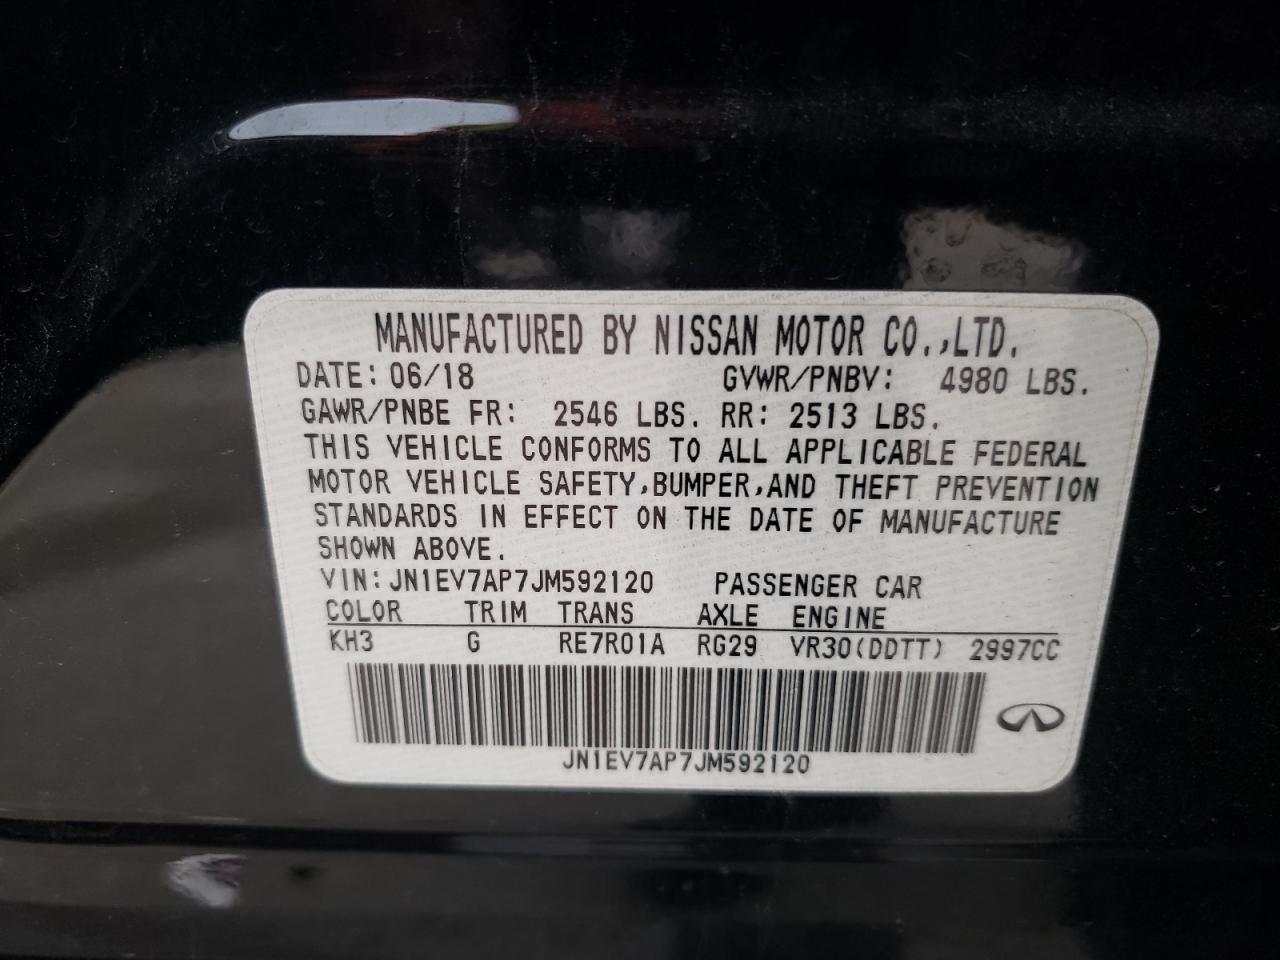 MANUFACTURED BY NISSAN MOTOR CO.,LTD.
DATE: 06/18 GVWR/PNBV: 4980 LBS.
GAWR/PNBE FR: 2546 LBS. RR: 2513 LBS.
THIS VEHICLE CONFORMS TO ALL APPLICABLE FEDERAL
MOTOR VEHICLE SAFETY,BUMPER,AND THEFT PREVENTION
STANDARDS IN EFFECT ON THE DATE OF MANUFACTURE
SHOWN ABOVE.
VIN: JN1EV7AP7JM592120 PASSENGER CAR
COLOR TRIM TRANS AXLE ENGINE
KH3 G RE7R01A RG29 VR30(DDTT) 2997CC
JN1EV7AP7JM592120